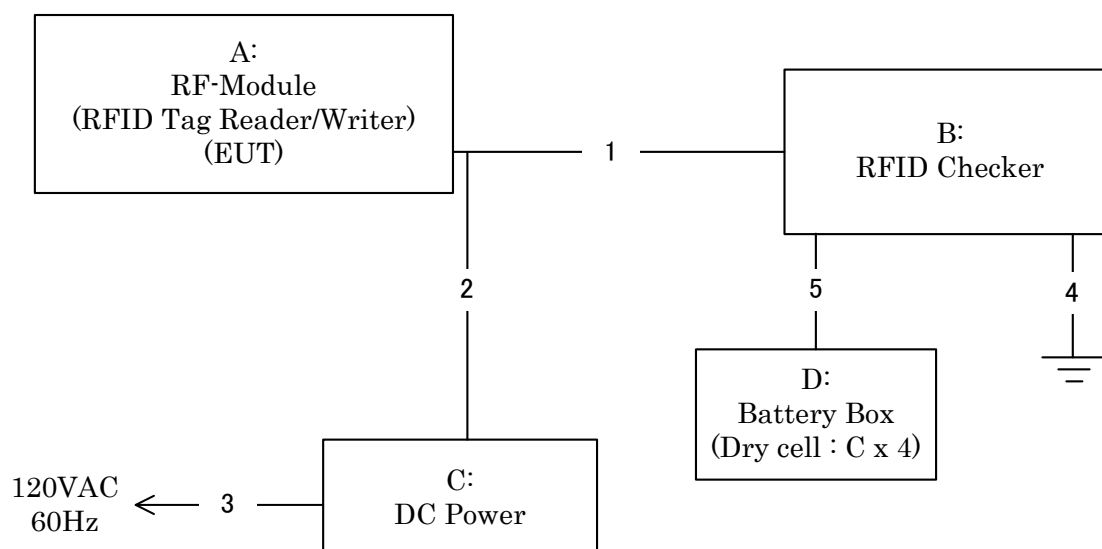 A:
RF-Module
(RFID Tag Reader/Writer)
(EUT)
1
B:
RFID Checker
2
5
4
D:
Battery Box
(Dry cell : C x 4)
C:
DC Power
120VAC
60Hz
3